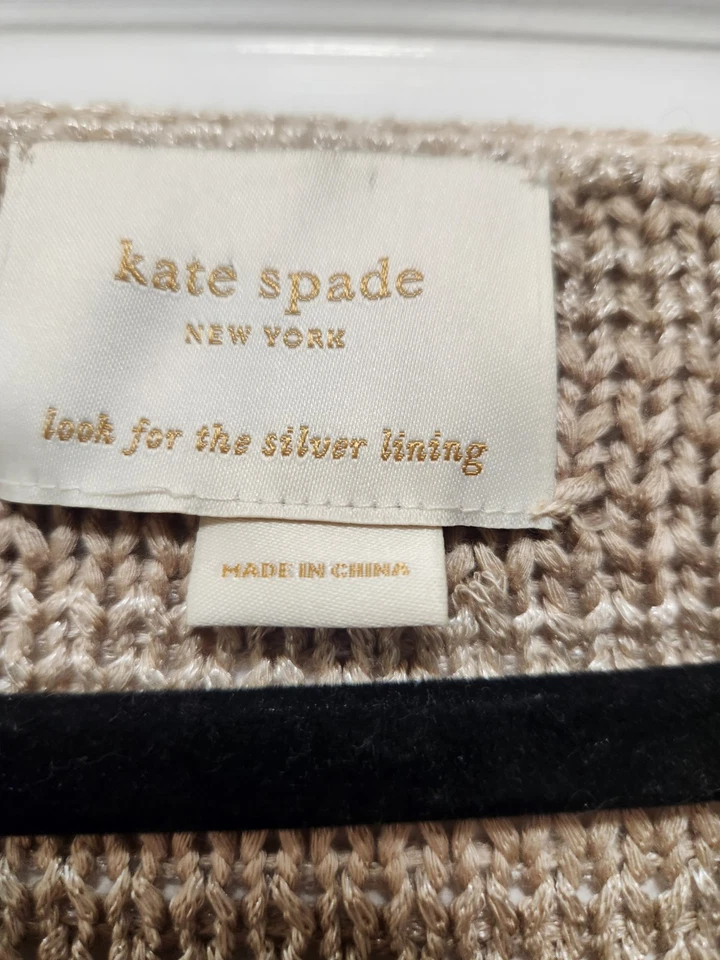 kate spade
NEW YORK
look for the silver lining
MADE IN CHINA